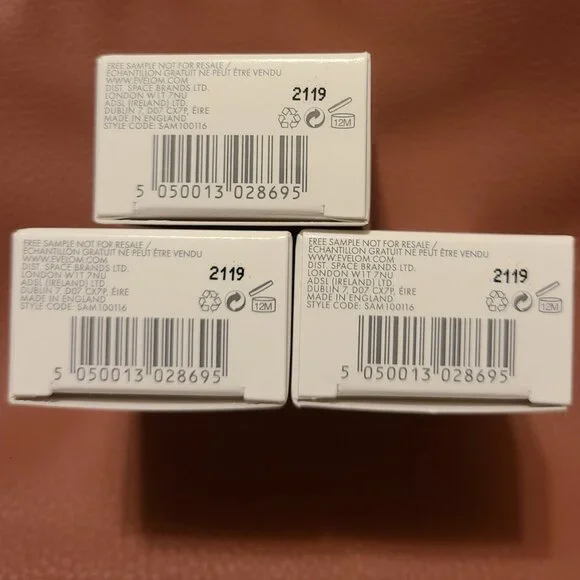 FREE SAMPLE NOT FOR RESALE /
ÉCHANTILLON GRATUIT NE PEUT ÊTRE VENDU
WWW.EVELOM.COM
DIST. SPACE BRANDS LTD.
LONDON W1T 7NU
ADSL (IRELAND) LTD.
DUBLIN 7, D07 CX7P, ÉIRE
MADE IN ENGLAND
STYLE CODE: SAM100116
2119
12M
5 050013 028695
FREE SAMPLE NOT FOR RESALE /
ÉCHANTILLON GRATUIT NE PEUT ÊTRE VENDU
WWW.EVELOM.COM
DIST. SPACE BRANDS LTD.
LONDON W1T 7NU
ADSL (IRELAND) LTD.
DUBLIN 7, D07 CX7P, ÉIRE
MADE IN ENGLAND
STYLE CODE: SAM100116
2119
12M
5 050013 028695
FREE SAMPLE NOT FOR RESALE /
ÉCHANTILLON GRATUIT NE PEUT ÊTRE VENDU
WWW.EVELOM.COM
DIST. SPACE BRANDS LTD.
LONDON W1T 7NU
ADSL (IRELAND) LTD.
DUBLIN 7, D07 CX7P, ÉIRE
MADE IN ENGLAND
STYLE CODE: SAM100116
2119
12M
5 050013 028695